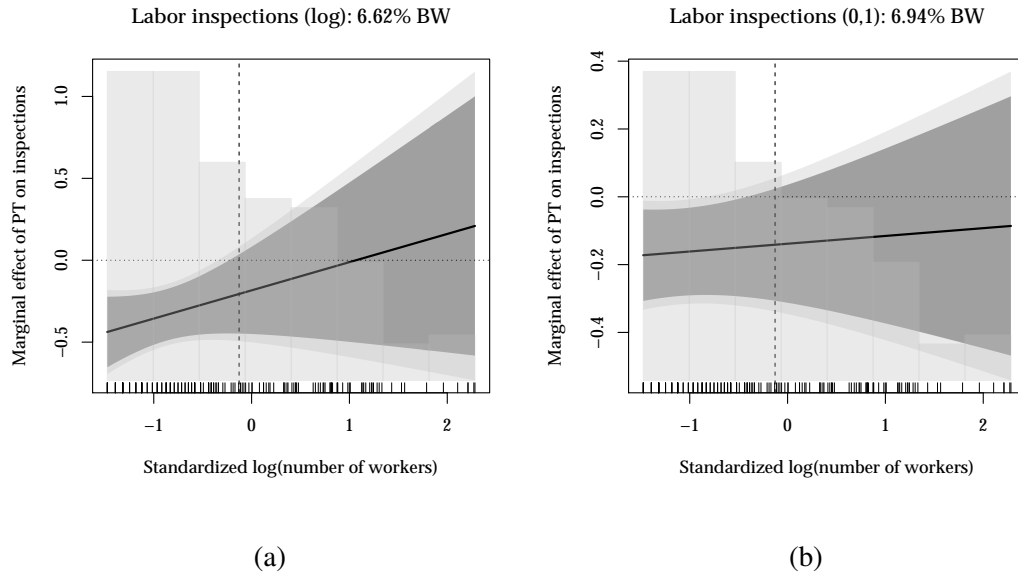 Labor inspections (log): 6.62% BW
Marginal effect of PT on inspections
1.0
0.5
0.0
−0.5
−1
0
1
2
Standardized log(number of workers)
(a)
Labor inspections (0,1): 6.94% BW
Marginal effect of PT on inspections
0.4
0.2
0.0
−0.2
−0.4
−1
0
1
2
Standardized log(number of workers)
(b)